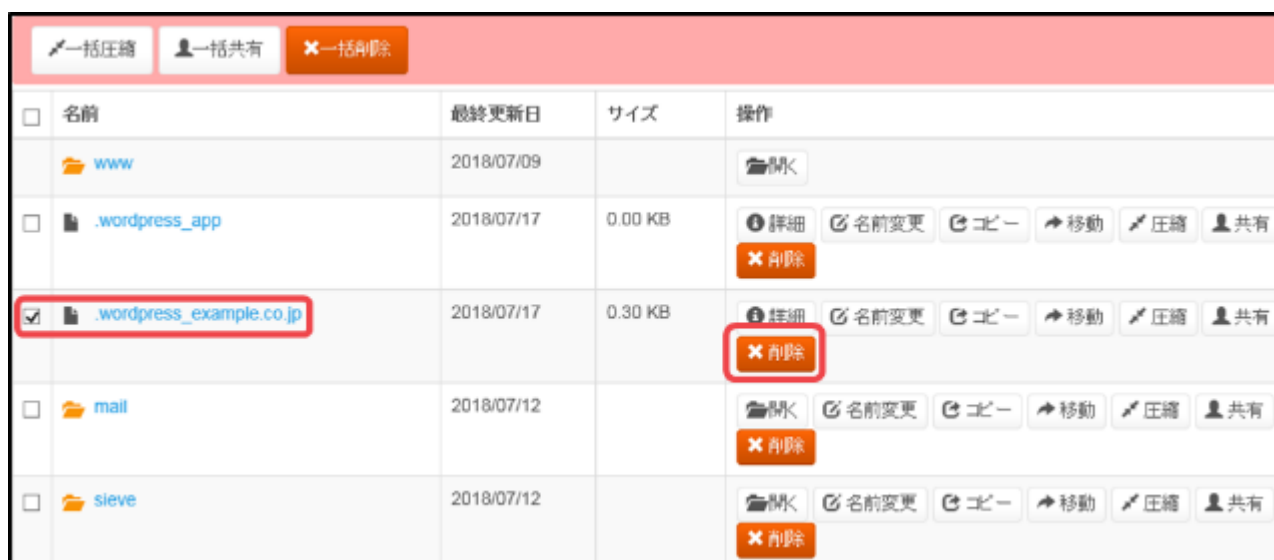 一括圧縮 一括共有 一括削除
名前 最終更新日 サイズ 操作
www 2018/07/09 開く
.wordpress_app 2018/07/17 0.00 KB 詳細 名前変更 コピー 移動 圧縮 共有
削除
.wordpress_example.co.jp 2018/07/17 0.30 KB 詳細 名前変更 コピー 移動 圧縮 共有
削除
mail 2018/07/12 開く 名前変更 コピー 移動 圧縮 共有
削除
sieve 2018/07/12 開く 名前変更 コピー 移動 圧縮 共有
削除